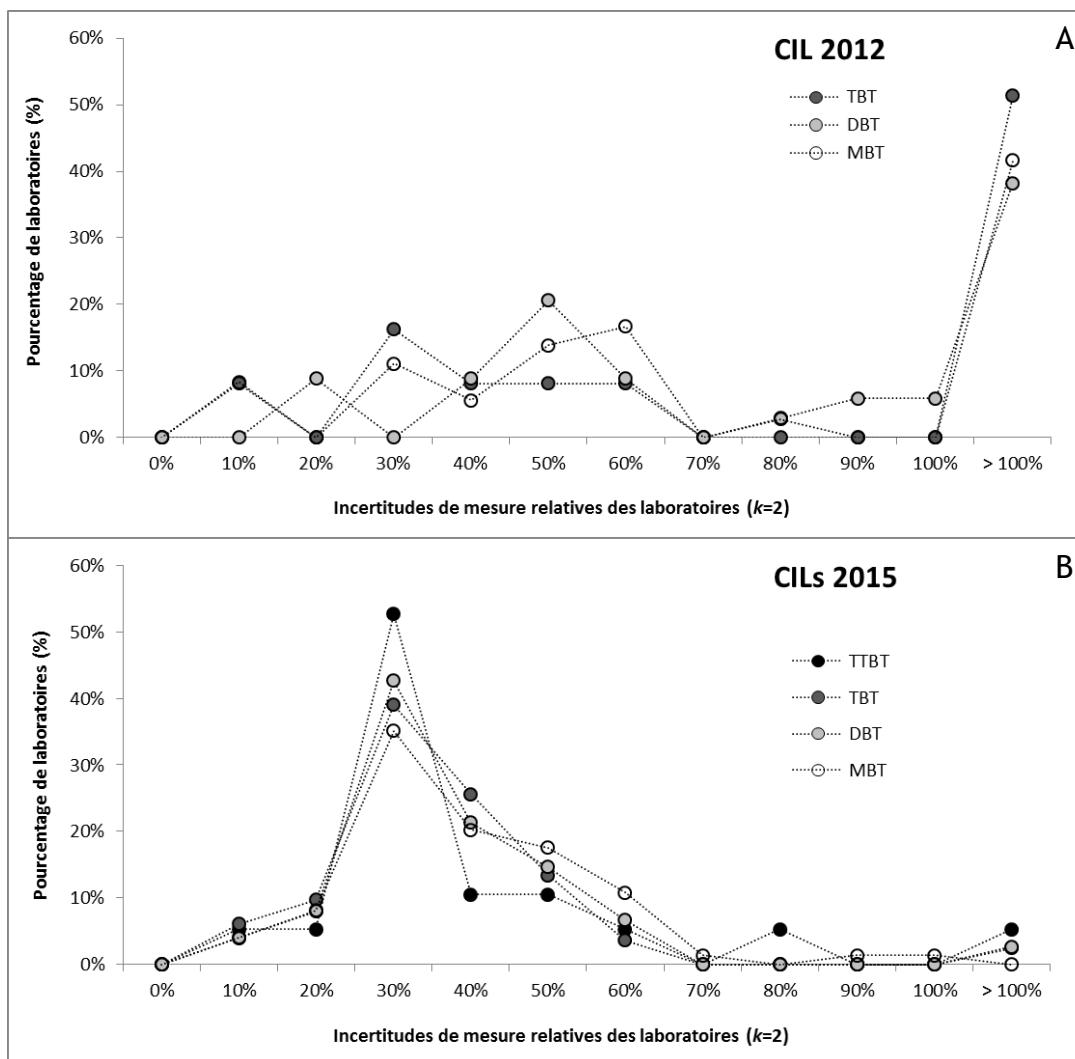 A
CIL 2012
TBT
DBT
MBT
Pourcentage de laboratoires (%)
60%
50%
40%
30%
20%
10%
0%
0% 10% 20% 30% 40% 50% 60% 70% 80% 90% 100% > 100%
Incertitudes de mesure relatives des laboratoires (k=2)
B
CILs 2015
TTBT
TBT
DBT
MBT
Pourcentage de laboratoires (%)
60%
50%
40%
30%
20%
10%
0%
0% 10% 20% 30% 40% 50% 60% 70% 80% 90% 100% > 100%
Incertitudes de mesure relatives des laboratoires (k=2)